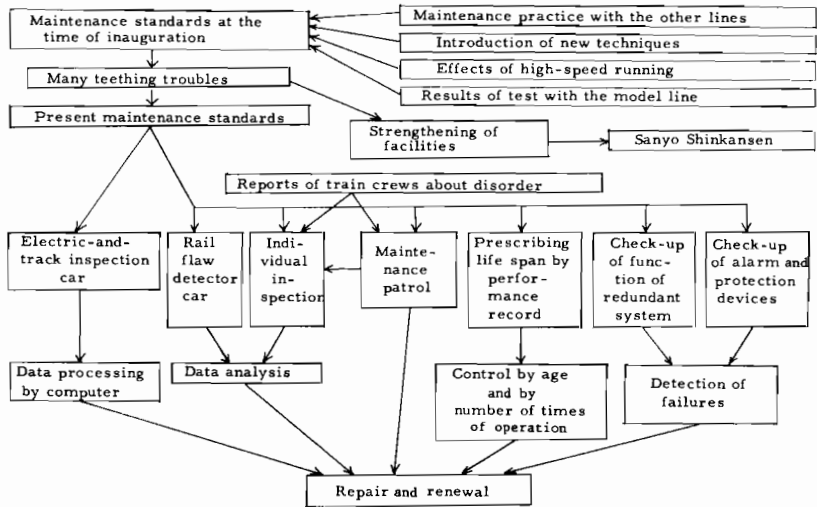 Maintenance standards at the
time of inauguration
Maintenance practice with the other lines
Introduction of new techniques
Effects of high-speed running
Results of test with the model line
Many teething troubles
Present maintenance standards
Strengthening of
facilities
Sanyo Shinkansen
Reports of train crews about disorder
Electric-and-
track inspection
car
Rail
flaw
detector
car
Indi-
vidual
in-
spection
Mainte-
nance
patrol
Prescribing
life span by
perfor-
mance
record
Check-up
of func-
tion of
redundant
system
Check-up
of alarm and
protection
devices
Data processing
by computer
Data analysis
Control by age
and by
number of times
of operation
Detection of
failures
Repair and renewal